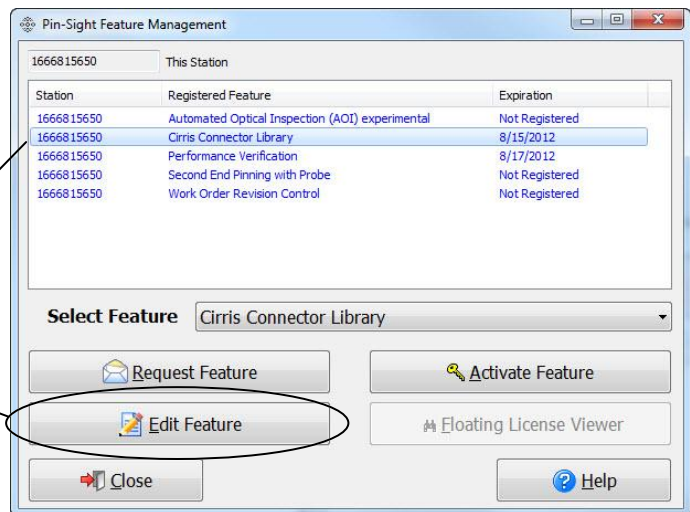 Pin-Sight Feature Management
1666815650 This Station
Station Registered Feature Expiration
1666815650 Automated Optical Inspection (AOI) experimental Not Registered
1666815650 Cirris Connector Library 8/15/2012
1666815650 Performance Verification 8/17/2012
1666815650 Second End Pinning with Probe Not Registered
1666815650 Work Order Revision Control Not Registered
Select Feature Cirris Connector Library
Request Feature Activate Feature
Edit Feature Floating License Viewer
Close Help